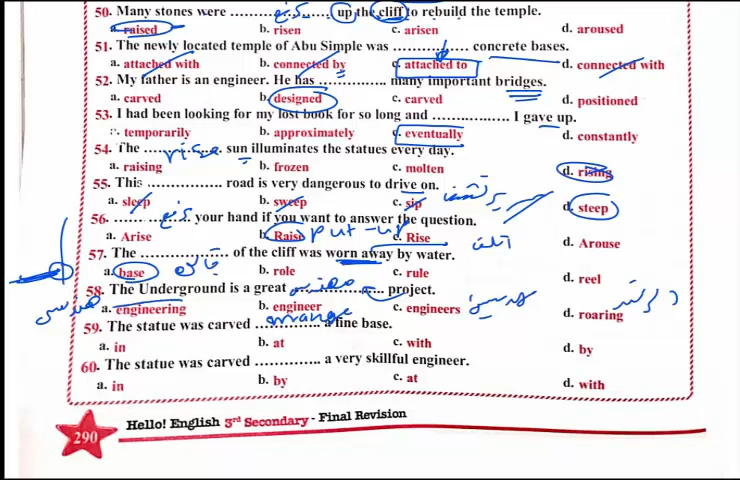 50. Many stones were .................. up the cliff to rebuild the temple.
a. raised b. risen c. arisen d. aroused
51. The newly located temple of Abu Simple was .................. concrete bases.
a. attached with b. connected by c. attached to d. connected with
52. My father is an engineer. He has .................. many important bridges.
a. carved b. designed c. carved d. positioned
53. I had been looking for my lost book for so long and .................. I gave up.
a. temporarily b. approximately c. eventually d. constantly
54. The .................. sun illuminates the statues every day.
rise
a. raising b. frozen c. molten d. rising
55. This .................. road is very dangerous to drive on.
a. sleep b. sweep c. sip d. steep
56. .................. your hand if you want to answer the question.
a. Arise b. Raise put-up c. Rise d. Arouse
57. The .................. of the cliff was worn away by water.
a. base b. role c. rule d. reel
58. The Underground is a great .................. project.
a. engineering b. engineer c. engineers d. roaring
arrange
59. The statue was carved .................. a fine base.
a. in b. at c. with d. by
60. The statue was carved .................. a very skillful engineer.
a. in b. by c. at d. with
290 Hello! English 3rd Secondary - Final Revision